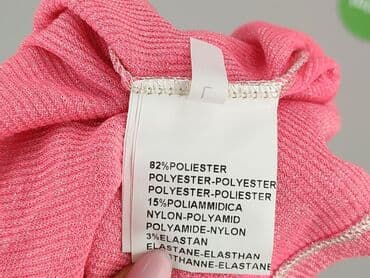 L
82%POLIESTER
POLYESTER-POLYESTER
POLYESTER-POLIESTER
15%POLIAMMIDICA
NYLON-POLYAMID
POLYAMIDE-NYLON
3%ELASTAN
ELASTANE-ELASTHAN